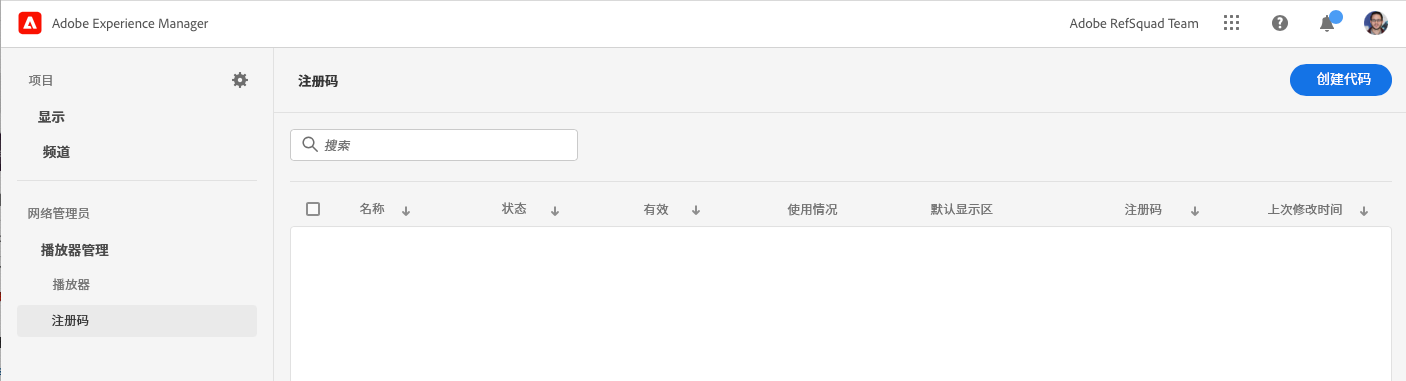 Adobe Experience Manager
Adobe RefSquad Team
项目
显示
频道
网络管理员
播放器管理
播放器
注册码
注册码
创建代码
搜索
名称 状态 有效 使用情况 默认显示区 注册码 上次修改时间